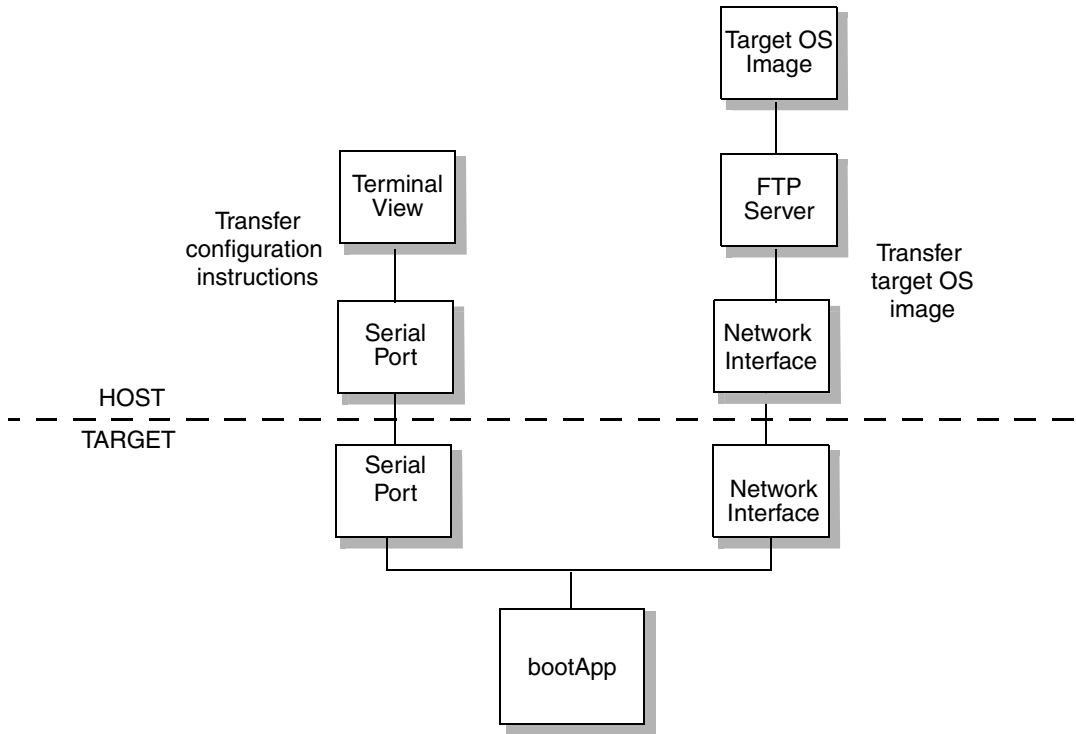 Target OS
Image
Terminal
View
FTP
Server
Transfer
configuration
instructions
Transfer
target OS
image
Serial
Port
Network
Interface
HOST
TARGET
Serial
Port
Network
Interface
bootApp